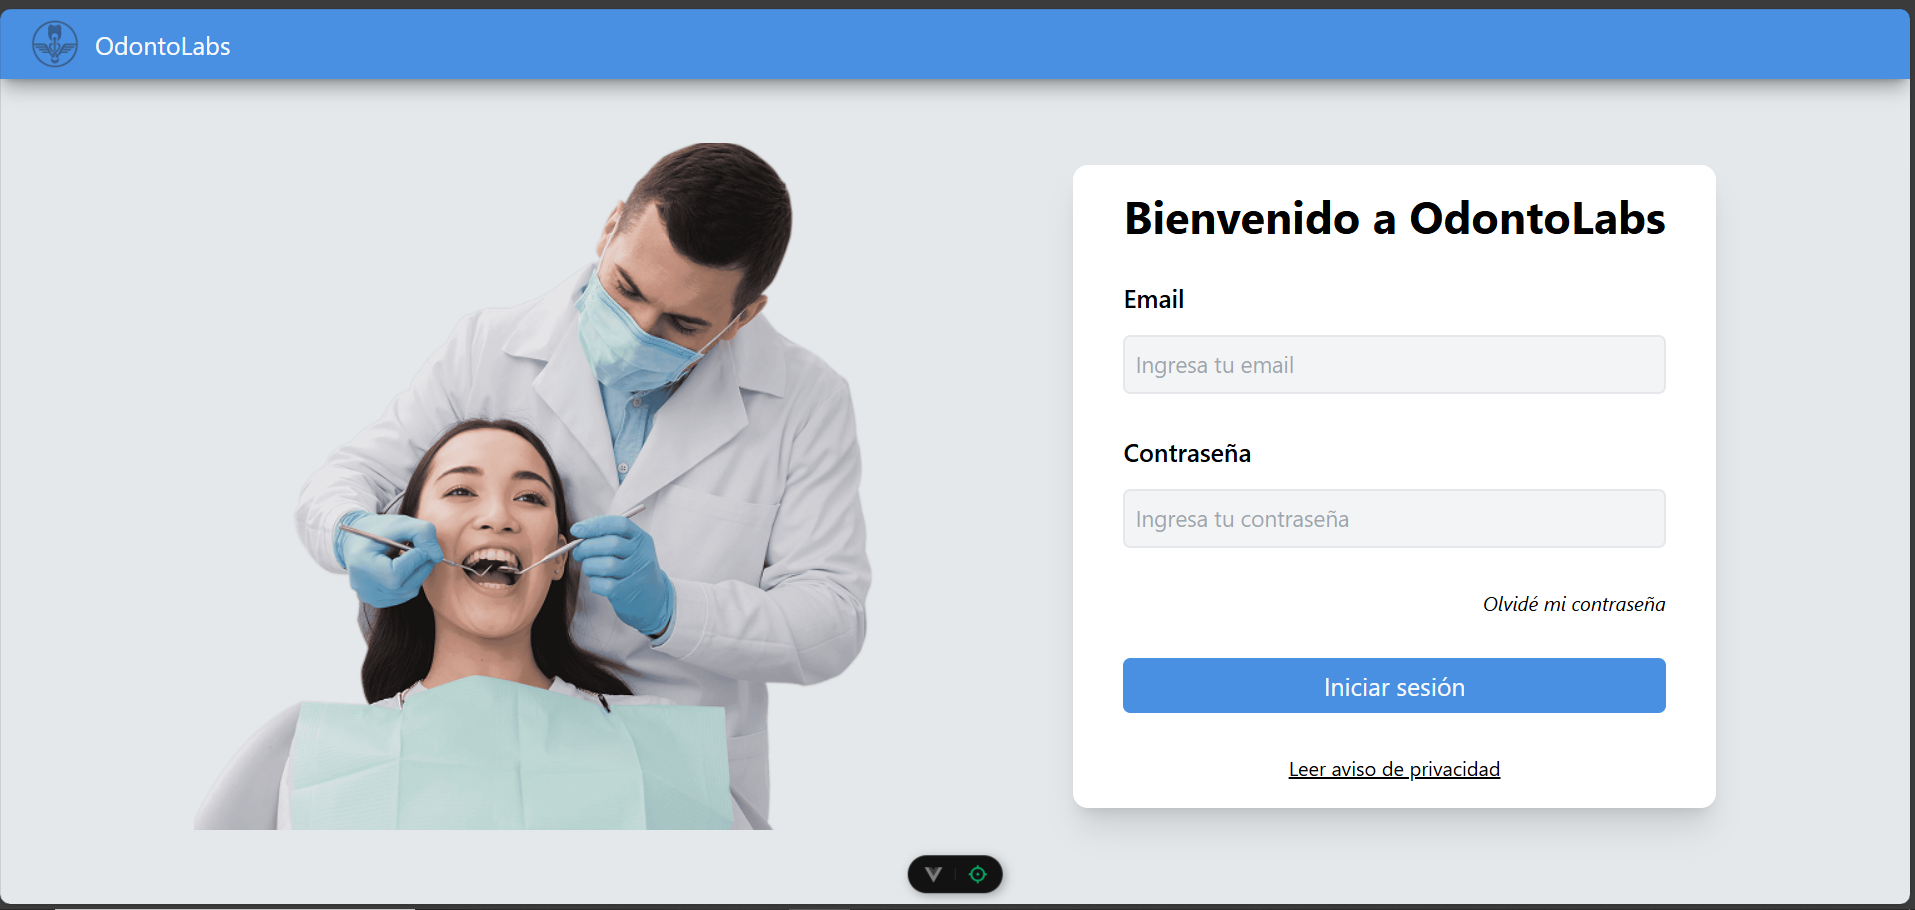 OdontoLabs
Bienvenido a OdontoLabs
Email
Ingresa tu email
Contraseña
Ingresa tu contraseña
Olvidé mi contraseña
Iniciar sesión
Leer aviso de privacidad